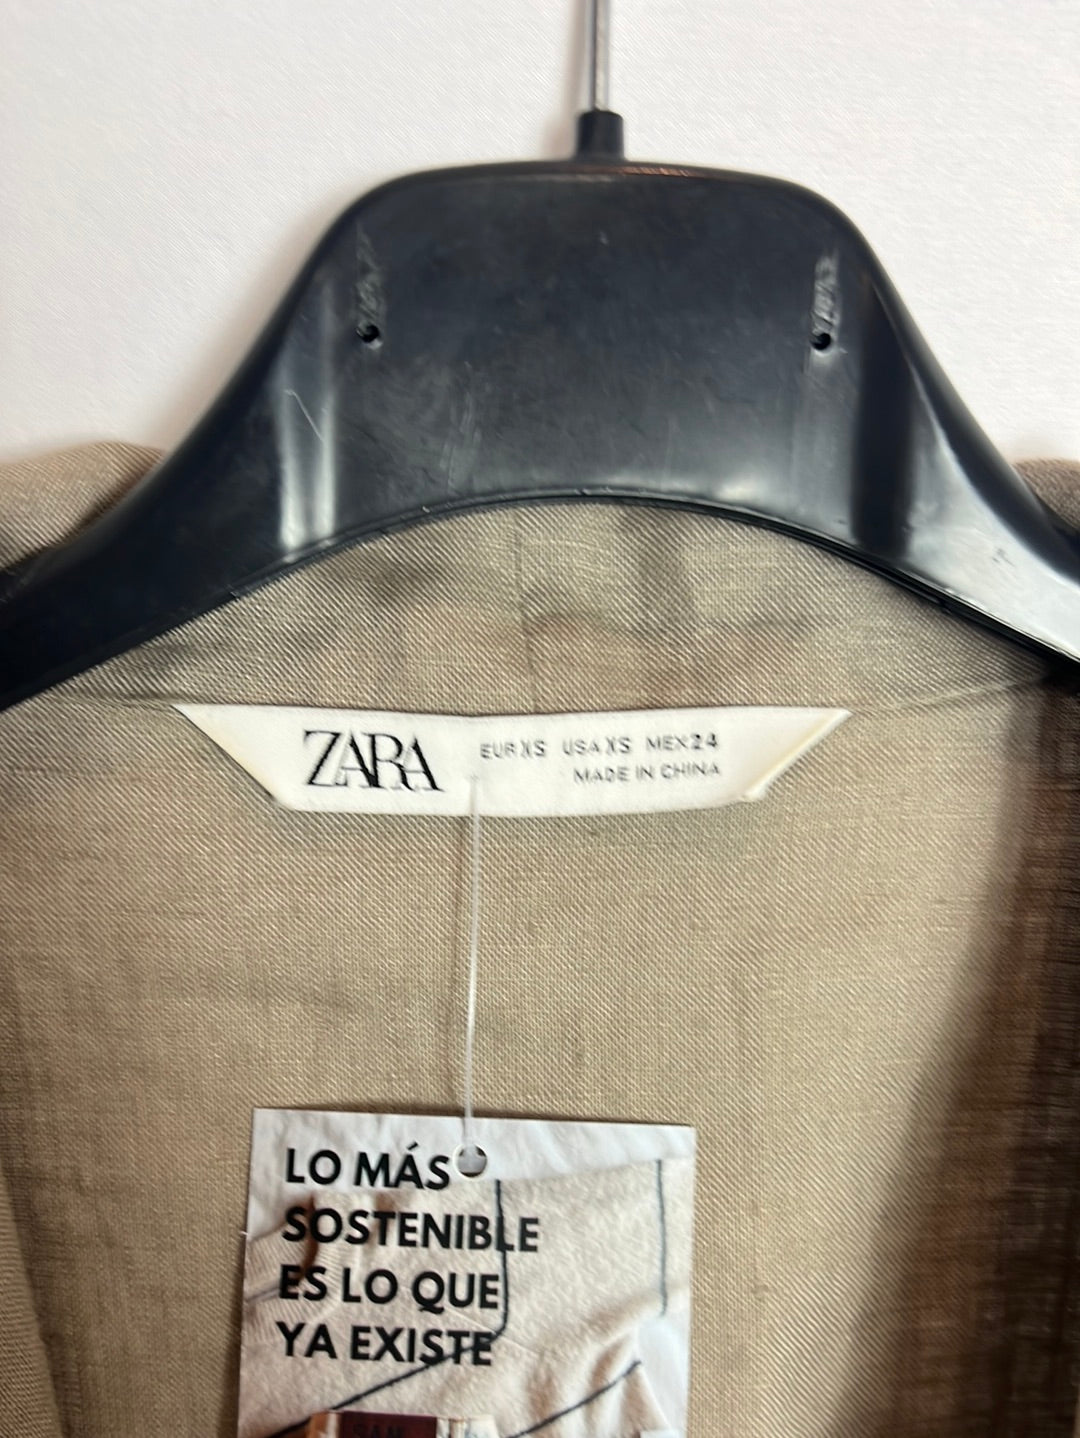 ZARA EUR XS USA XS MEX 24
MADE IN CHINA
LO MÁS
SOSTENIBLE
ES LO QUE
YA EXISTE